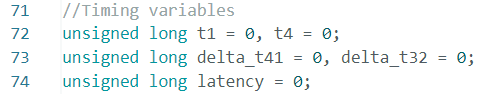 71 //Timing variables
72 unsigned long t1 = 0, t4 = 0;
73 unsigned long delta_t41 = 0, delta_t32 = 0;
74 unsigned long latency = 0;